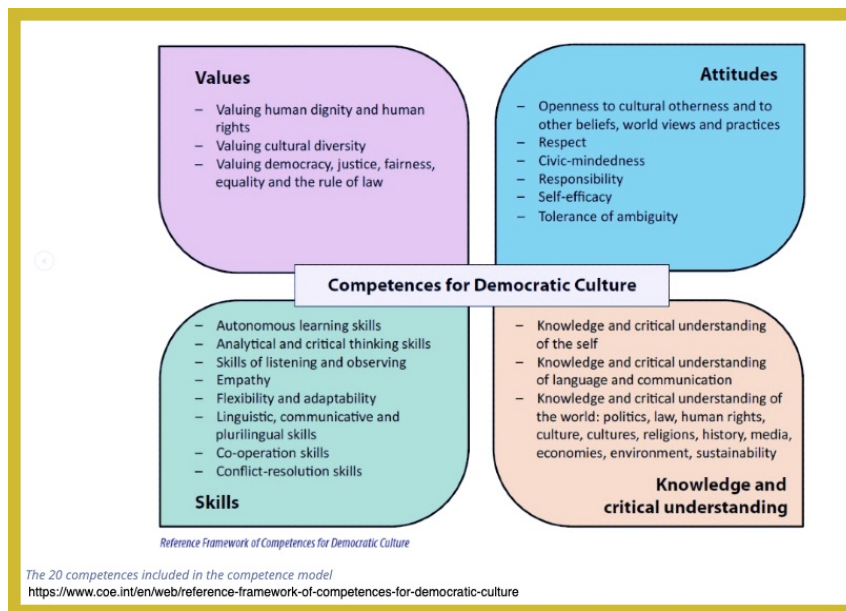 Values
– Valuing human dignity and human
rights
– Valuing cultural diversity
– Valuing democracy, justice, fairness,
equality and the rule of law
Attitudes
– Openness to cultural otherness and to
other beliefs, world views and practices
– Respect
– Civic-mindedness
– Responsibility
– Self-efficacy
– Tolerance of ambiguity
Competences for Democratic Culture
– Autonomous learning skills
– Analytical and critical thinking skills
– Skills of listening and observing
– Empathy
– Flexibility and adaptability
– Linguistic, communicative and
plurilingual skills
– Co-operation skills
– Conflict-resolution skills
Skills
– Knowledge and critical understanding
of the self
– Knowledge and critical understanding
of language and communication
– Knowledge and critical understanding of
the world: politics, law, human rights,
culture, cultures, religions, history, media,
economies, environment, sustainability
Knowledge and
critical understanding
Reference Framework of Competences for Democratic Culture
The 20 competences included in the competence model
https://www.coe.int/en/web/reference-framework-of-competences-for-democratic-culture